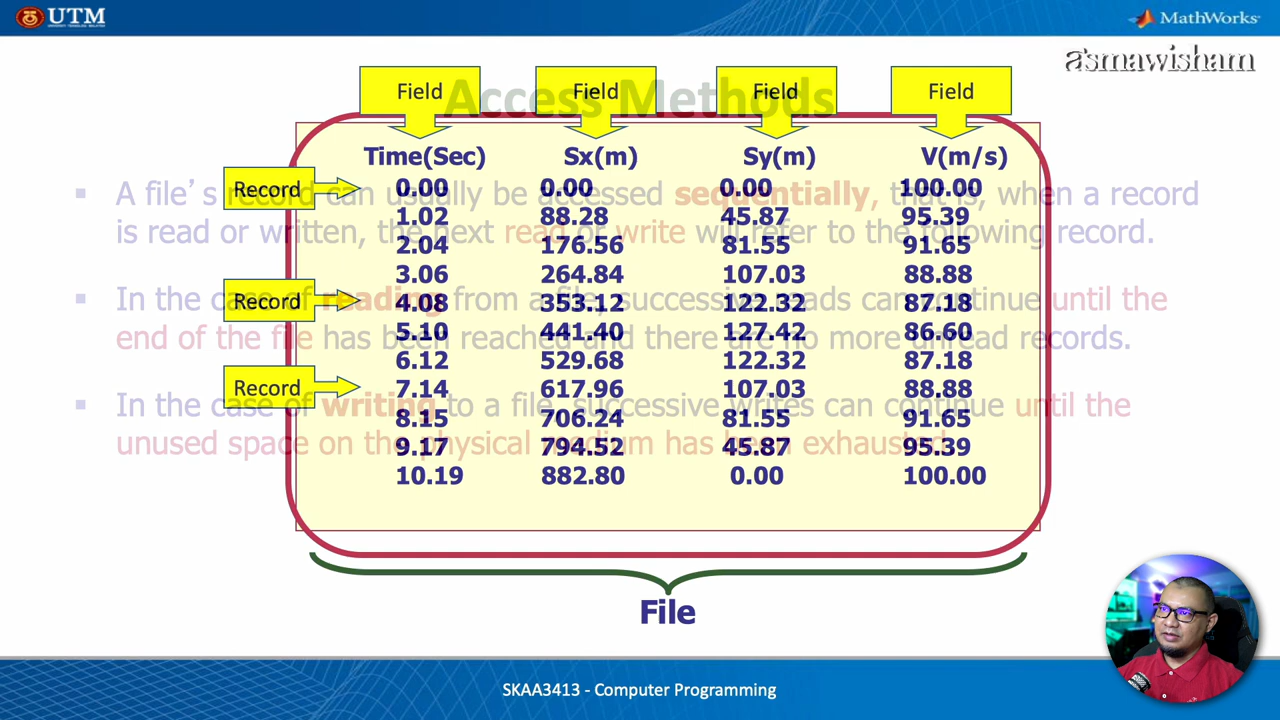 UTM
UNIVERSITI TEKNOLOGI MALAYSIA
MathWorks
asmawisham
Access Methods
Field Field Field Field
Time(Sec) Sx(m) Sy(m) V(m/s)
Record 0.00 0.00 0.00 100.00
1.02 88.28 45.87 95.39
2.04 176.56 81.55 91.65
3.06 264.84 107.03 88.88
Record 4.08 353.12 122.32 87.18
5.10 441.40 127.42 86.60
6.12 529.68 122.32 87.18
Record 7.14 617.96 107.03 88.88
8.15 706.24 81.55 91.65
9.17 794.52 45.87 95.39
10.19 882.80 0.00 100.00
File
▪ A file's record can usually be accessed sequentially, that is, when a record
is read or written, the next read or write will refer to the following record.
▪ In the case of reading from a file, successive reads can continue until the
end of the file has been reached and there are no more unread records.
▪ In the case of writing to a file, successive writes can continue until the
unused space on the physical medium has been exhausted.
SKAA3413 - Computer Programming